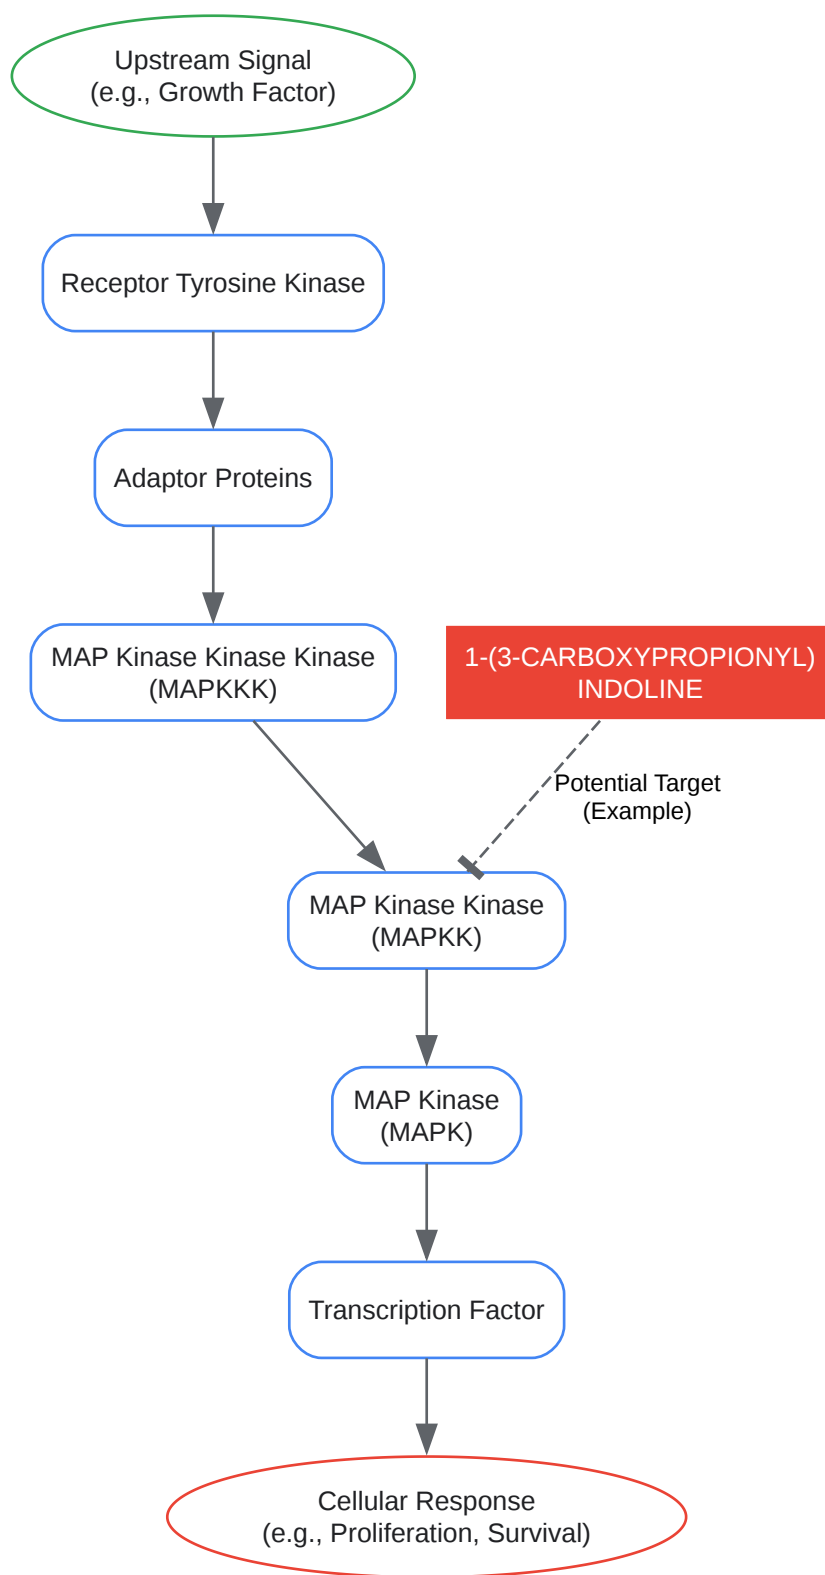 Upstream Signal
(e.g., Growth Factor)
Receptor Tyrosine Kinase
Adaptor Proteins
MAP Kinase Kinase Kinase
(MAPKKK)
1-(3-CARBOXYPROPIONYL)
INDOLINE
Potential Target
(Example)
MAP Kinase Kinase
(MAPKK)
MAP Kinase
(MAPK)
Transcription Factor
Cellular Response
(e.g., Proliferation, Survival)